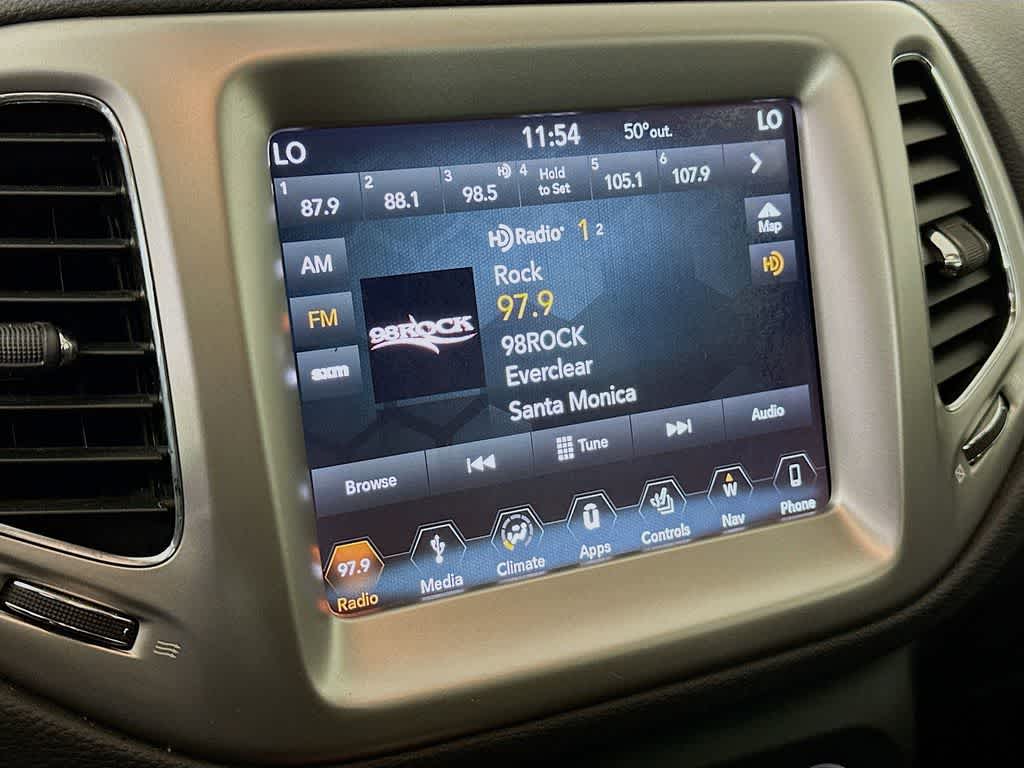 LO
11:54
50° out.
LO
1 87.9
2 88.1
3 98.5 HD
4 Hold
to Set
5 105.1
6 107.9
AM
FM
sxm
98ROCK
HD Radio® 1 2
Rock
97.9
98ROCK
Everclear
Santa Monica
Map
HD
Browse
Tune
Audio
97.9
Radio
Media
Climate
Apps
Controls
W
Nav
Phone